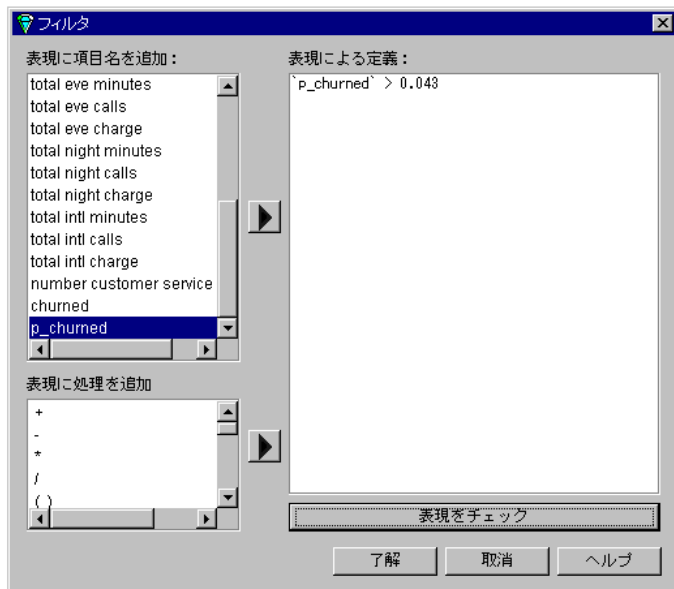 フィルタ
表現に項目名を追加：
total eve minutes
total eve calls
total eve charge
total night minutes
total night calls
total night charge
total intl minutes
total intl calls
total intl charge
number customer service
churned
p_churned
表現に処理を追加
+
-
*
/
( )
表現による定義：
`p_churned` > 0.043
表現をチェック
了解
取消
ヘルプ